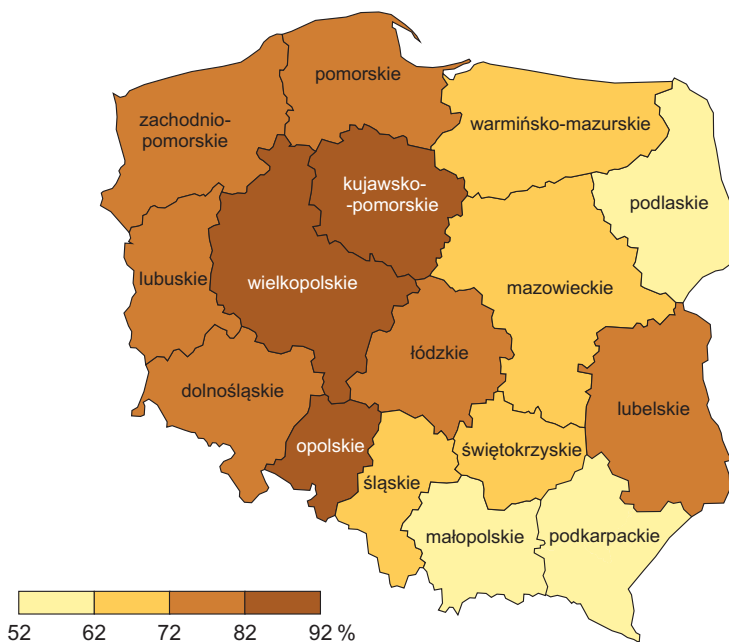 pomorskie
zachodnio-
pomorskie
warmińsko-mazurskie
kujawsko-
-pomorskie
podlaskie
lubuskie
wielkopolskie
mazowieckie
łódzkie
dolnośląskie
lubelskie
opolskie
świętokrzyskie
śląskie
małopolskie
podkarpackie
52 62 72 82 92 %